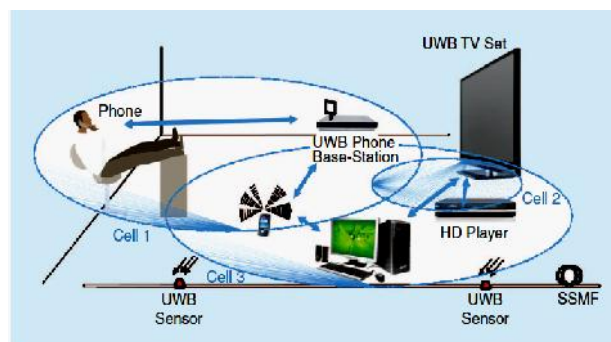 UWB TV Set
Phone
UWB Phone
Base-Station
Cell 2
HD Player
Cell 1
Cell 3
UWB
Sensor
UWB
Sensor
SSMF